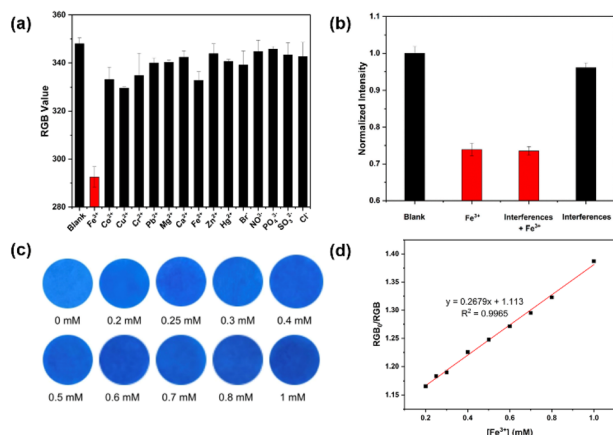 (a)
RGB Value
360
340
320
300
280
Blank
Fe³⁺
Co²⁺
Cu²⁺
Cr²⁺
Pb²⁺
Mg²⁺
Ca²⁺
Fe²⁺
Zn²⁺
Hg²⁺
Br⁻
NO³⁻
PO₄²⁻
SO₃²⁻
Cl⁻
(b)
Normalized Intensity
1.1
1.0
0.9
0.8
0.7
0.6
Blank
Fe³⁺
Interferences + Fe³⁺
Interferences
(c)
0 mM 0.2 mM 0.25 mM 0.3 mM 0.4 mM
0.5 mM 0.6 mM 0.7 mM 0.8 mM 1 mM
(d)
RGB₀/RGB
1.40
1.35
1.30
1.25
1.20
1.15
y = 0.2679x + 1.113
R² = 0.9965
0.2 0.4 0.6 0.8 1.0
[Fe³⁺] (mM)